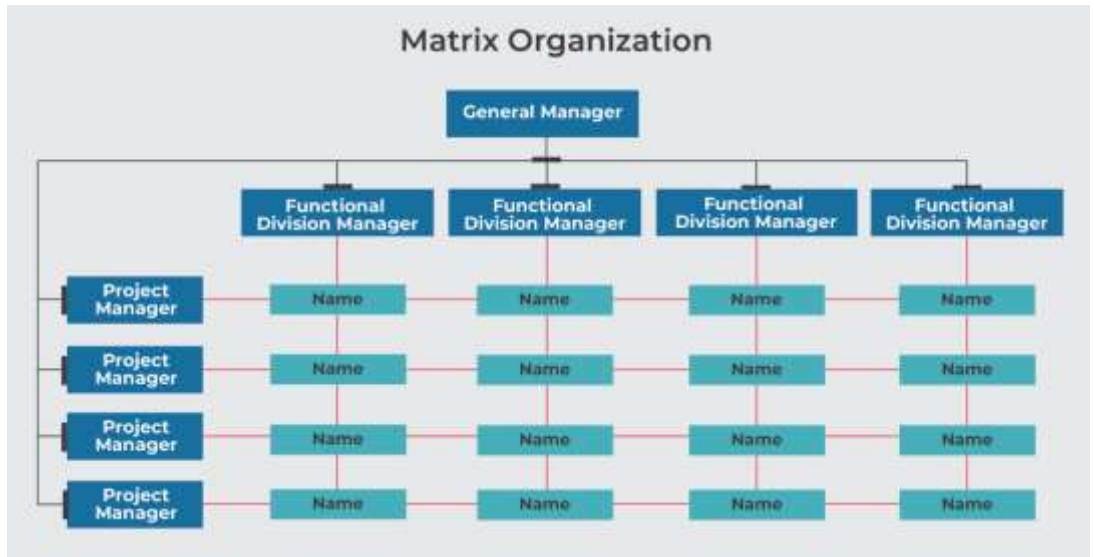 Matrix Organization
General Manager
Functional
Division Manager
Functional
Division Manager
Functional
Division Manager
Functional
Division Manager
Project
Manager
Name
Name
Name
Name
Project
Manager
Name
Name
Name
Name
Project
Manager
Name
Name
Name
Name
Project
Manager
Name
Name
Name
Name